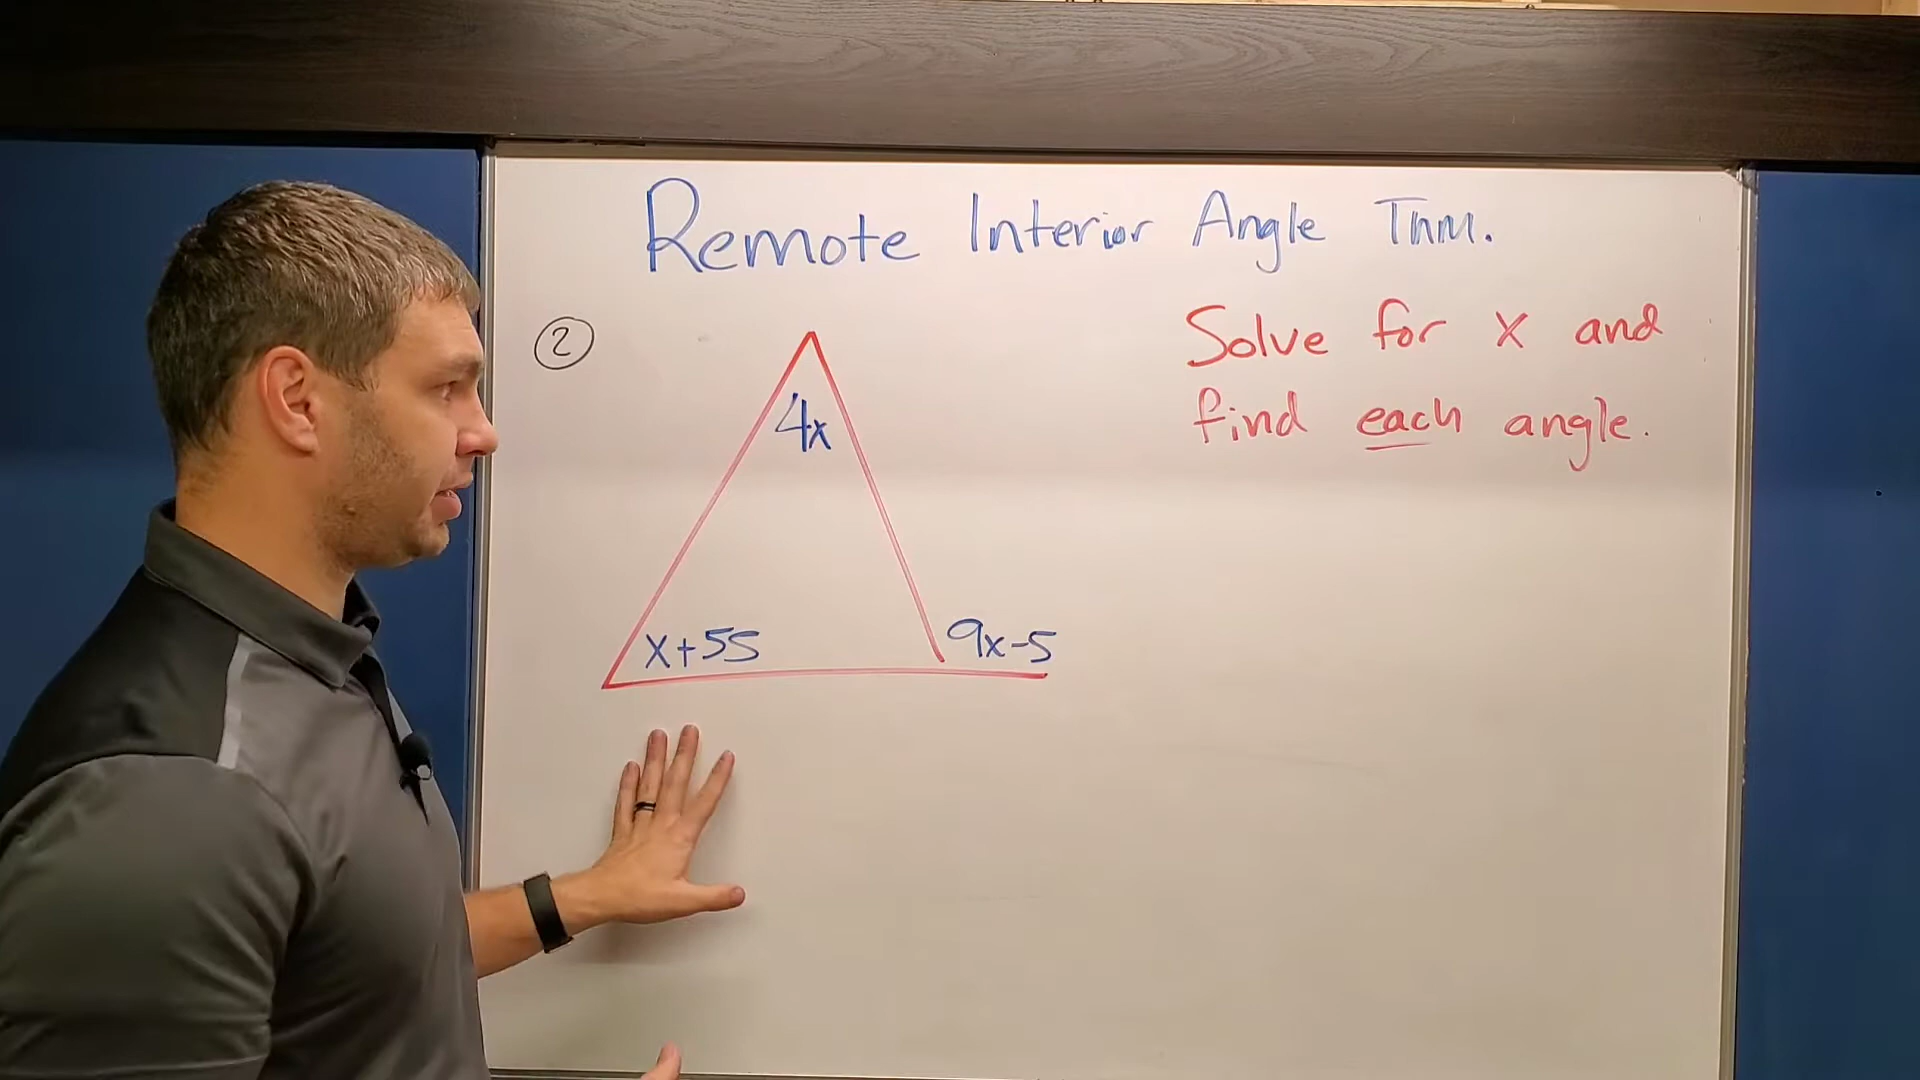 Remote Interior Angle Thm.
2
Solve for x and
find each angle.
4x
x+55
9x-5